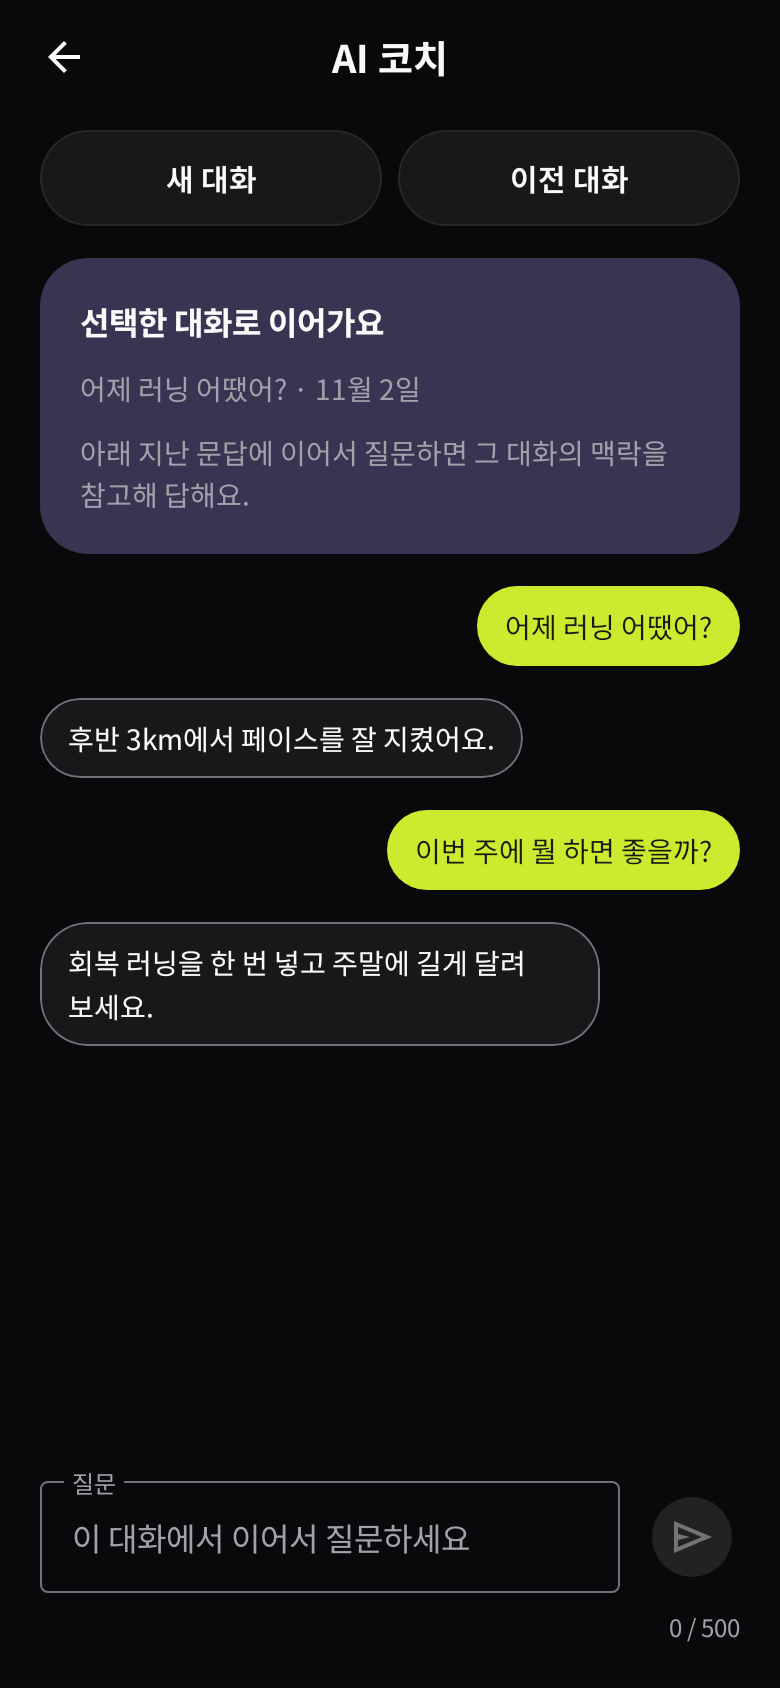 AI 코치
새 대화
이전 대화
선택한 대화로 이어가요
어제 러닝 어땠어? · 11월 2일
아래 지난 문답에 이어서 질문하면 그 대화의 맥락을
참고해 답해요.
어제 러닝 어땠어?
후반 3km에서 페이스를 잘 지켰어요.
이번 주에 뭘 하면 좋을까?
회복 러닝을 한 번 넣고 주말에 길게 달려
보세요.
질문
이 대화에서 이어서 질문하세요
0 / 500